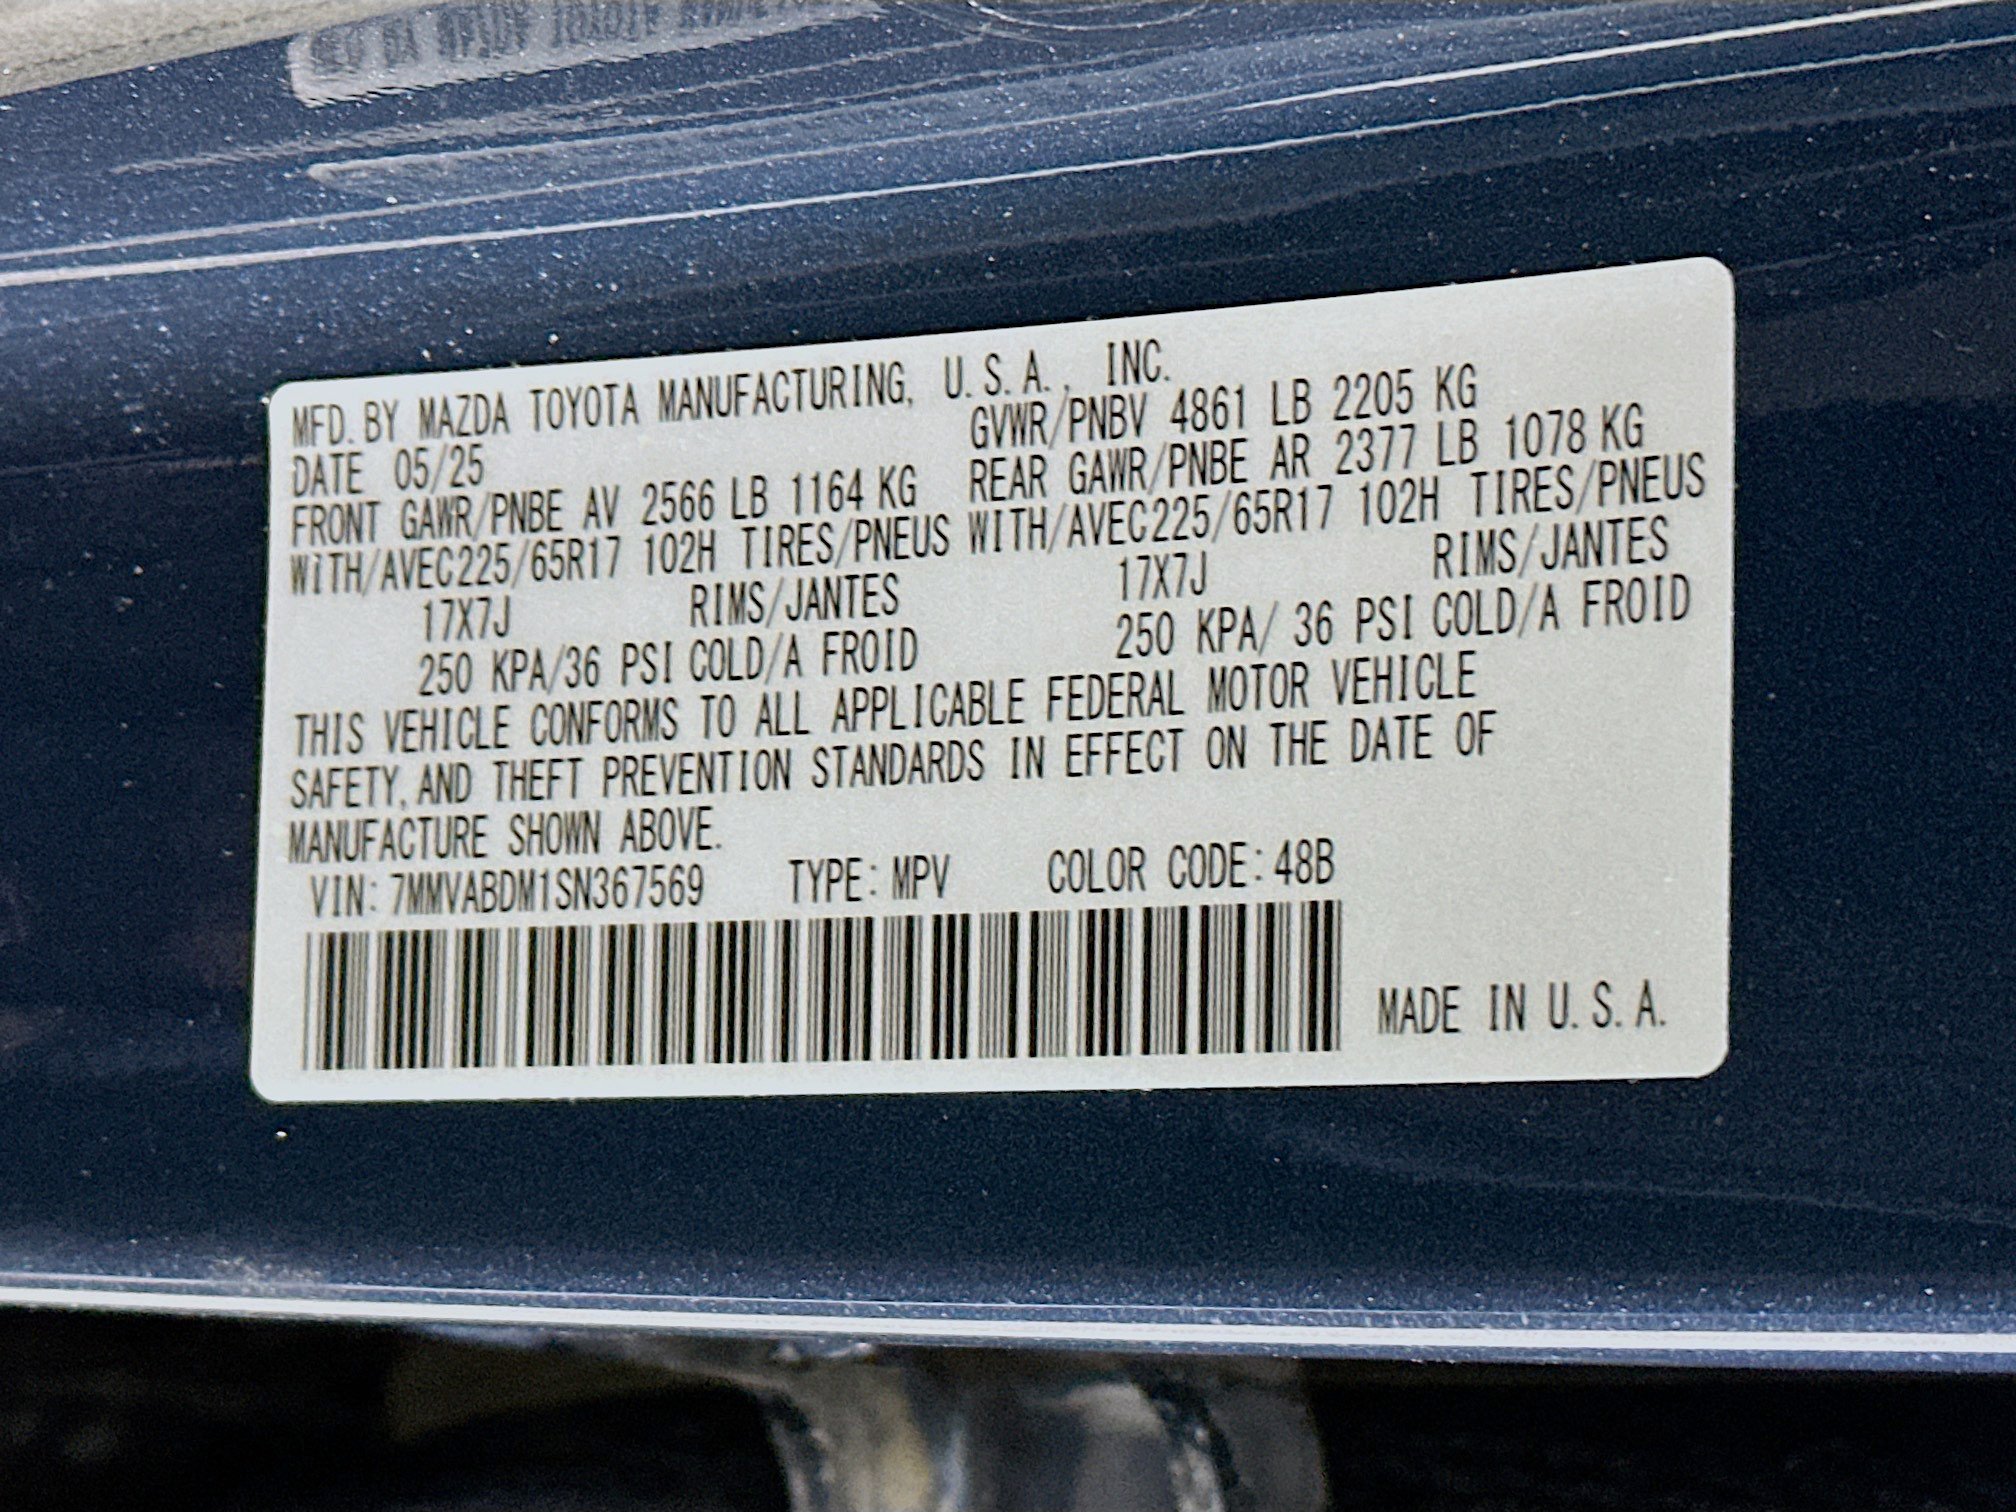 MFD. BY MAZDA TOYOTA MANUFACTURING, U.S.A., INC.
DATE 05/25 GVWR/PNBV 4861 LB 2205 KG
FRONT GAWR/PNBE AV 2566 LB 1164 KG REAR GAWR/PNBE AR 2377 LB 1078 KG
WITH/AVEC225/65R17 102H TIRES/PNEUS WITH/AVEC225/65R17 102H TIRES/PNEUS
17X7J RIMS/JANTES 17X7J RIMS/JANTES
250 KPA/36 PSI COLD/A FROID 250 KPA/ 36 PSI COLD/A FROID
THIS VEHICLE CONFORMS TO ALL APPLICABLE FEDERAL MOTOR VEHICLE
SAFETY, AND THEFT PREVENTION STANDARDS IN EFFECT ON THE DATE OF
MANUFACTURE SHOWN ABOVE.
VIN: 7MMVABDM1SN367569 TYPE: MPV COLOR CODE: 48B
MADE IN U.S.A.